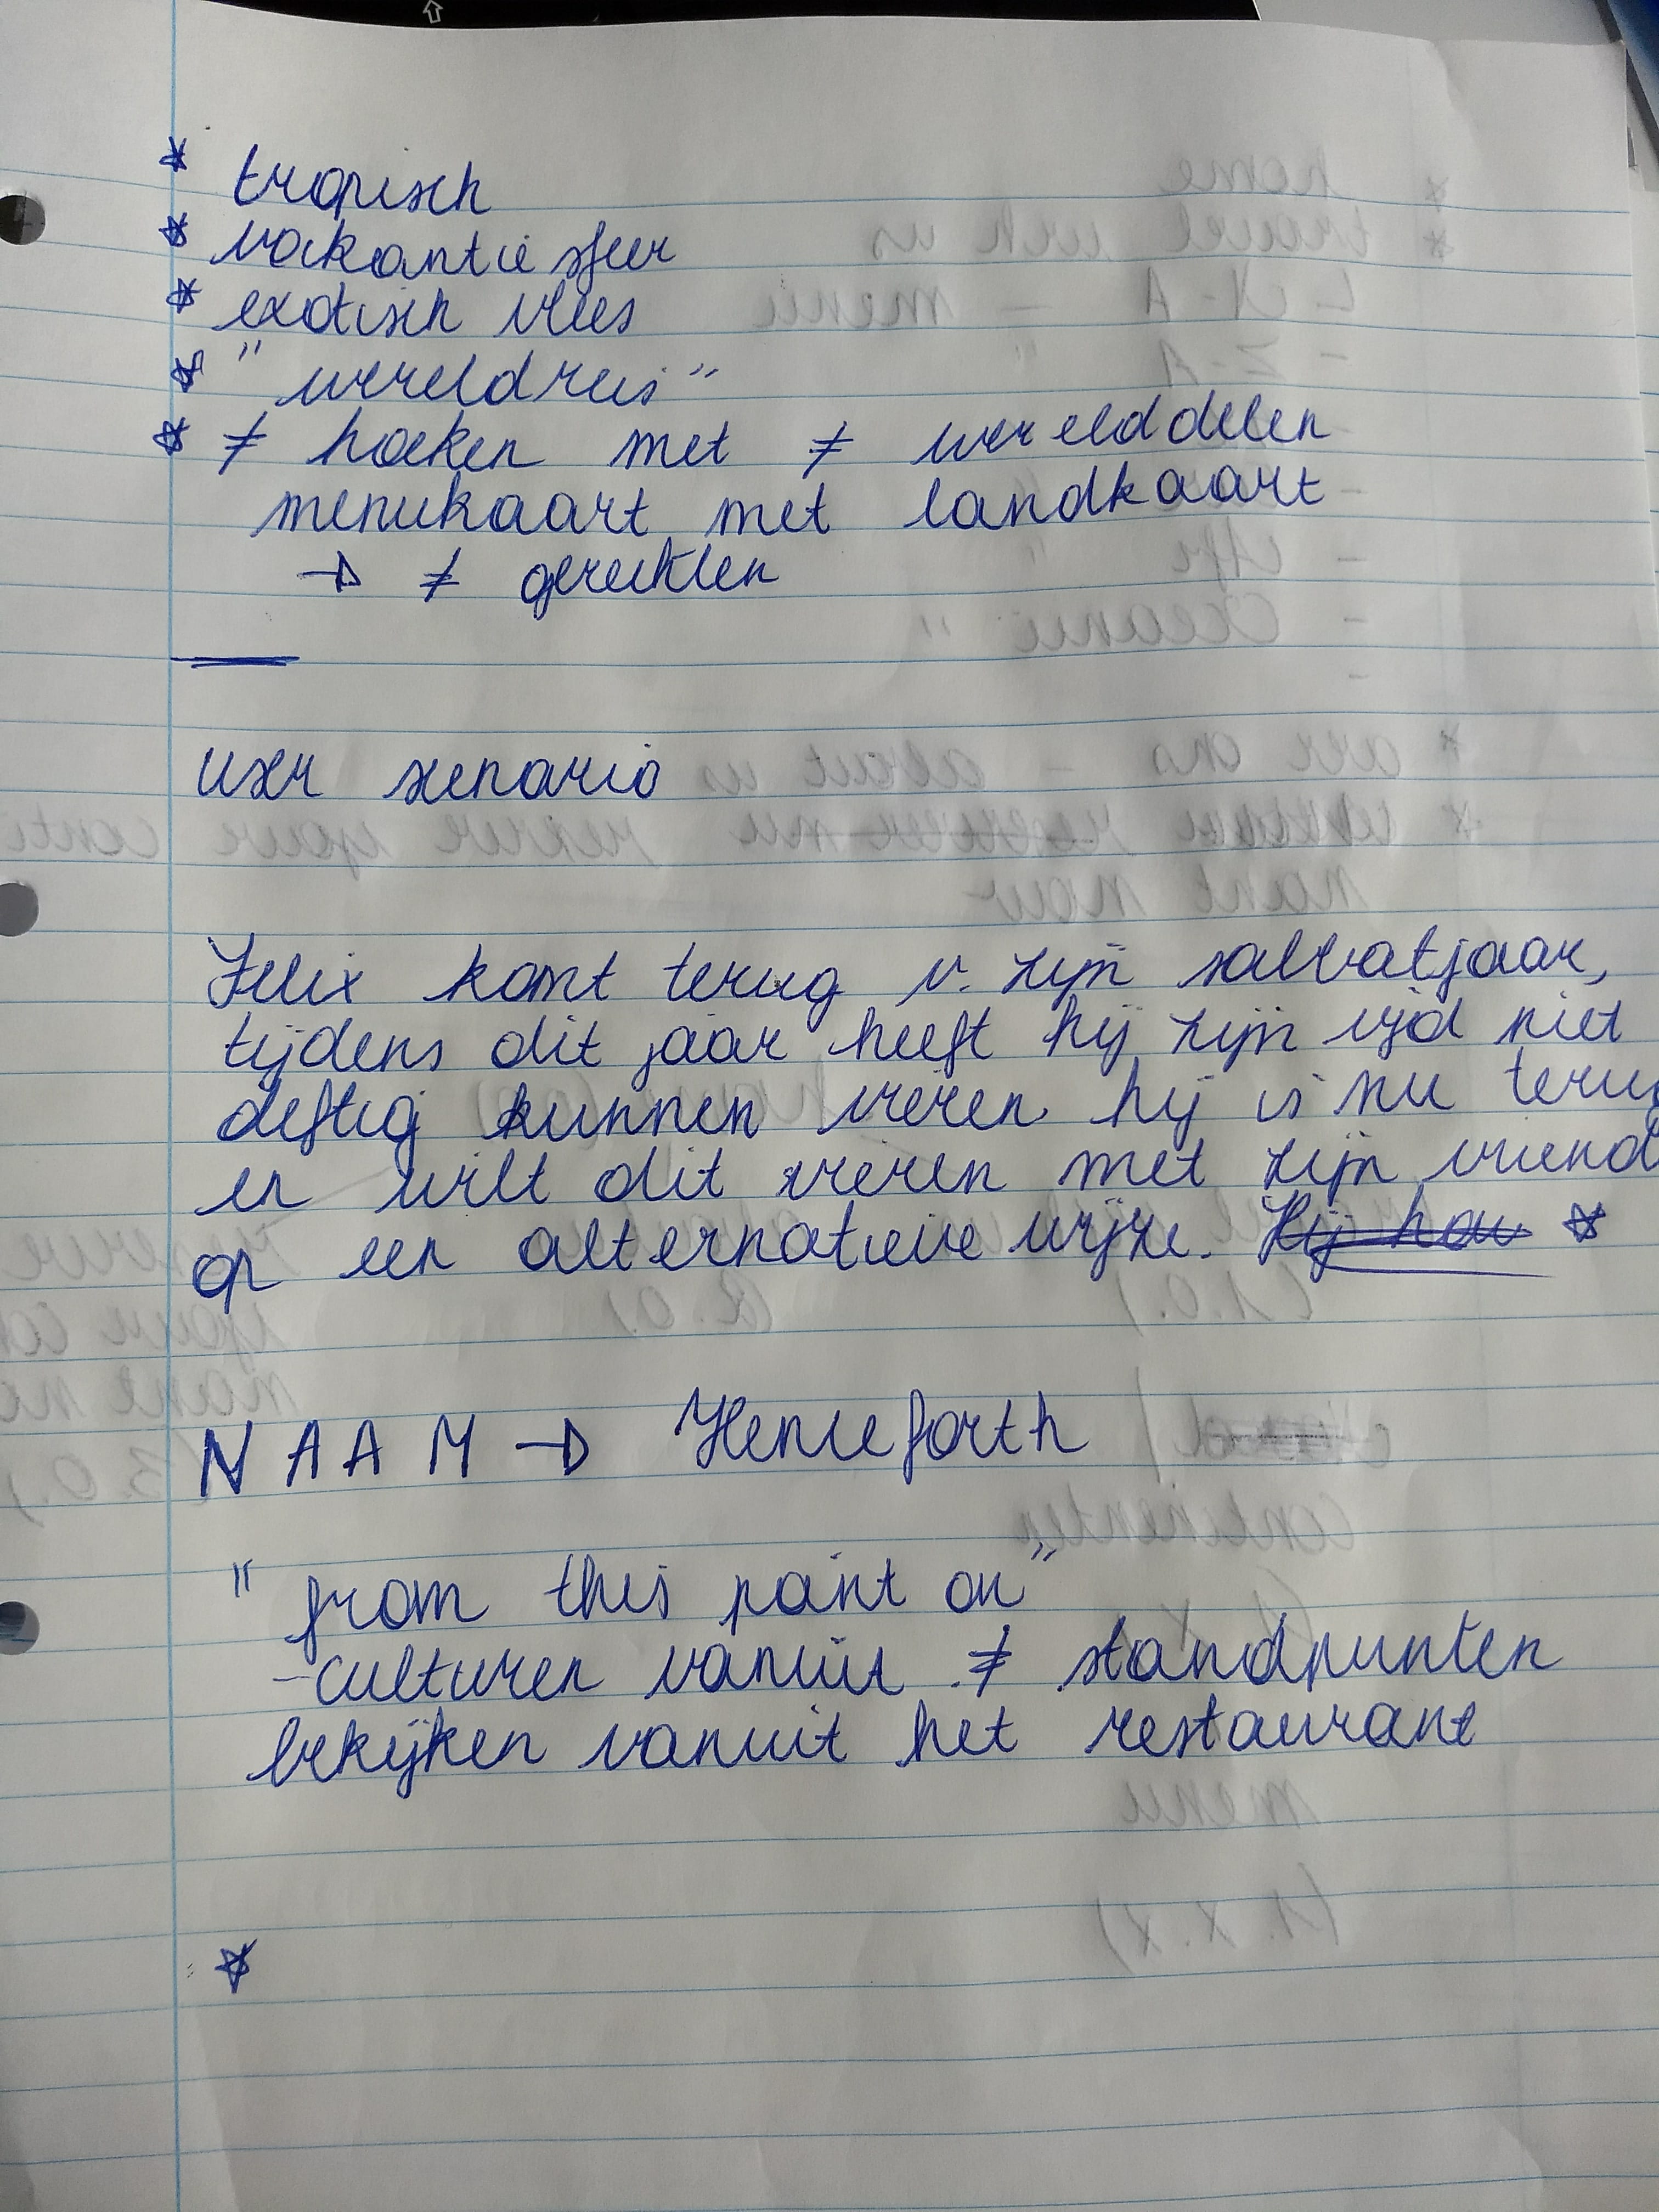 * tropisch
* vakantie sfeer
* exotisch vlees
* "wereldreis"
* ≠ hoeken met ≠ werelddelen
menukaart met landkaart
→ ≠ gerechten
user scenario
Felix komt terug v. zijn sabbatjaar,
tijdens dit jaar heeft hij zijn vjd niet
deftig kunnen vieren hij is nu terug
en wilt dit vieren met zijn vriend
op een alternatieve wijze. Hij hou *
NAAM → Henceforth
"from this point on"
-culturen vanuit ≠ standpunten
bekijken vanuit het restaurant
*